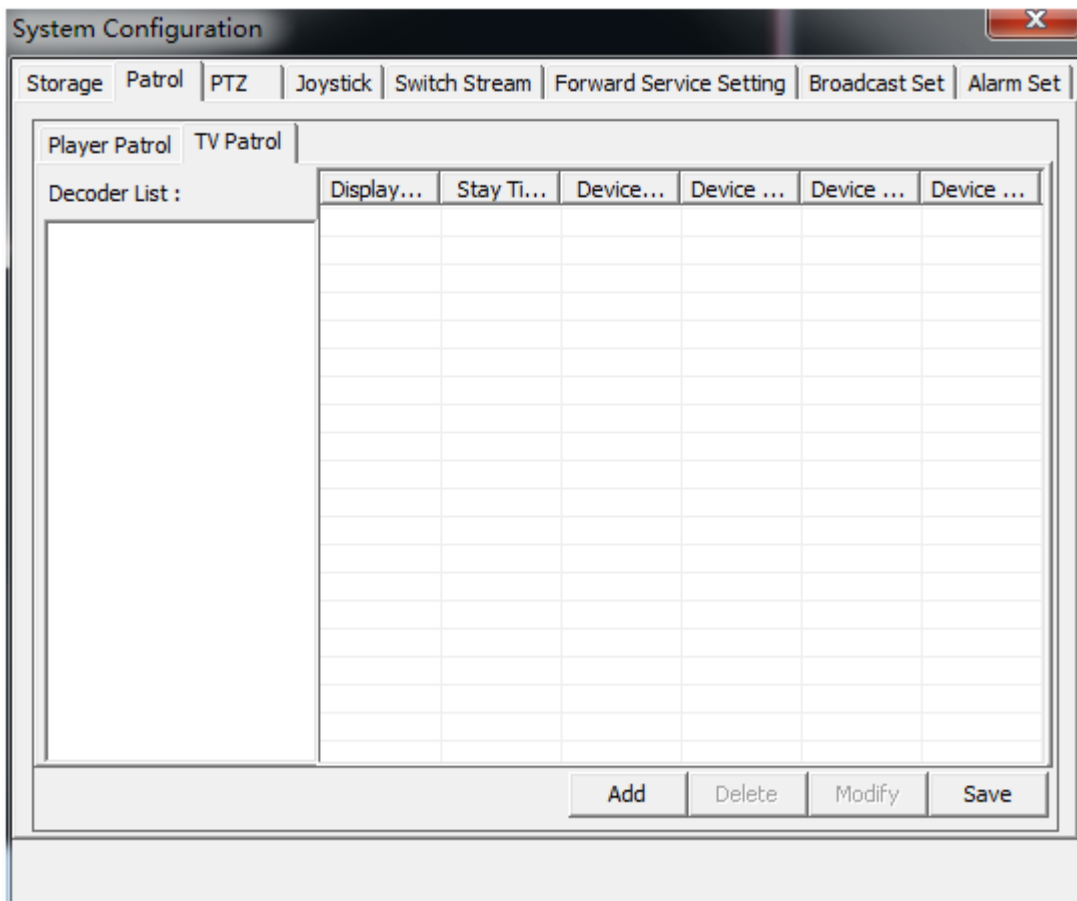 System Configuration
x
Storage Patrol PTZ Joystick Switch Stream Forward Service Setting Broadcast Set Alarm Set
Player Patrol TV Patrol
Decoder List : Display... Stay Ti... Device... Device ... Device ... Device ...
Add Delete Modify Save